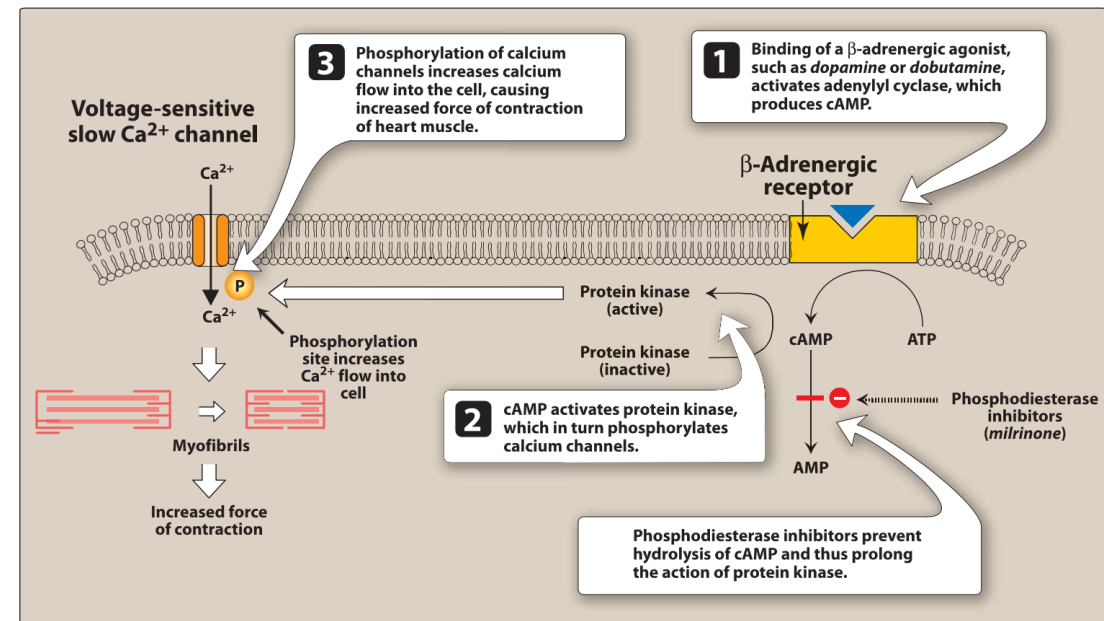 3
Phosphorylation of calcium
channels increases calcium
flow into the cell, causing
increased force of contraction
of heart muscle.
1
Binding of a β-adrenergic agonist,
such as dopamine or dobutamine,
activates adenylyl cyclase, which
produces cAMP.
Voltage-sensitive
slow Ca2+ channel
Ca2+
β-Adrenergic
receptor
P
Ca2+
Phosphorylation
site increases
Ca2+ flow into
cell
Protein kinase
(active)
Protein kinase
(inactive)
cAMP
ATP
Phosphodiesterase
inhibitors
(milrinone)
AMP
2
cAMP activates protein kinase,
which in turn phosphorylates
calcium channels.
Myofibrils
Increased force
of contraction
Phosphodiesterase inhibitors prevent
hydrolysis of cAMP and thus prolong
the action of protein kinase.